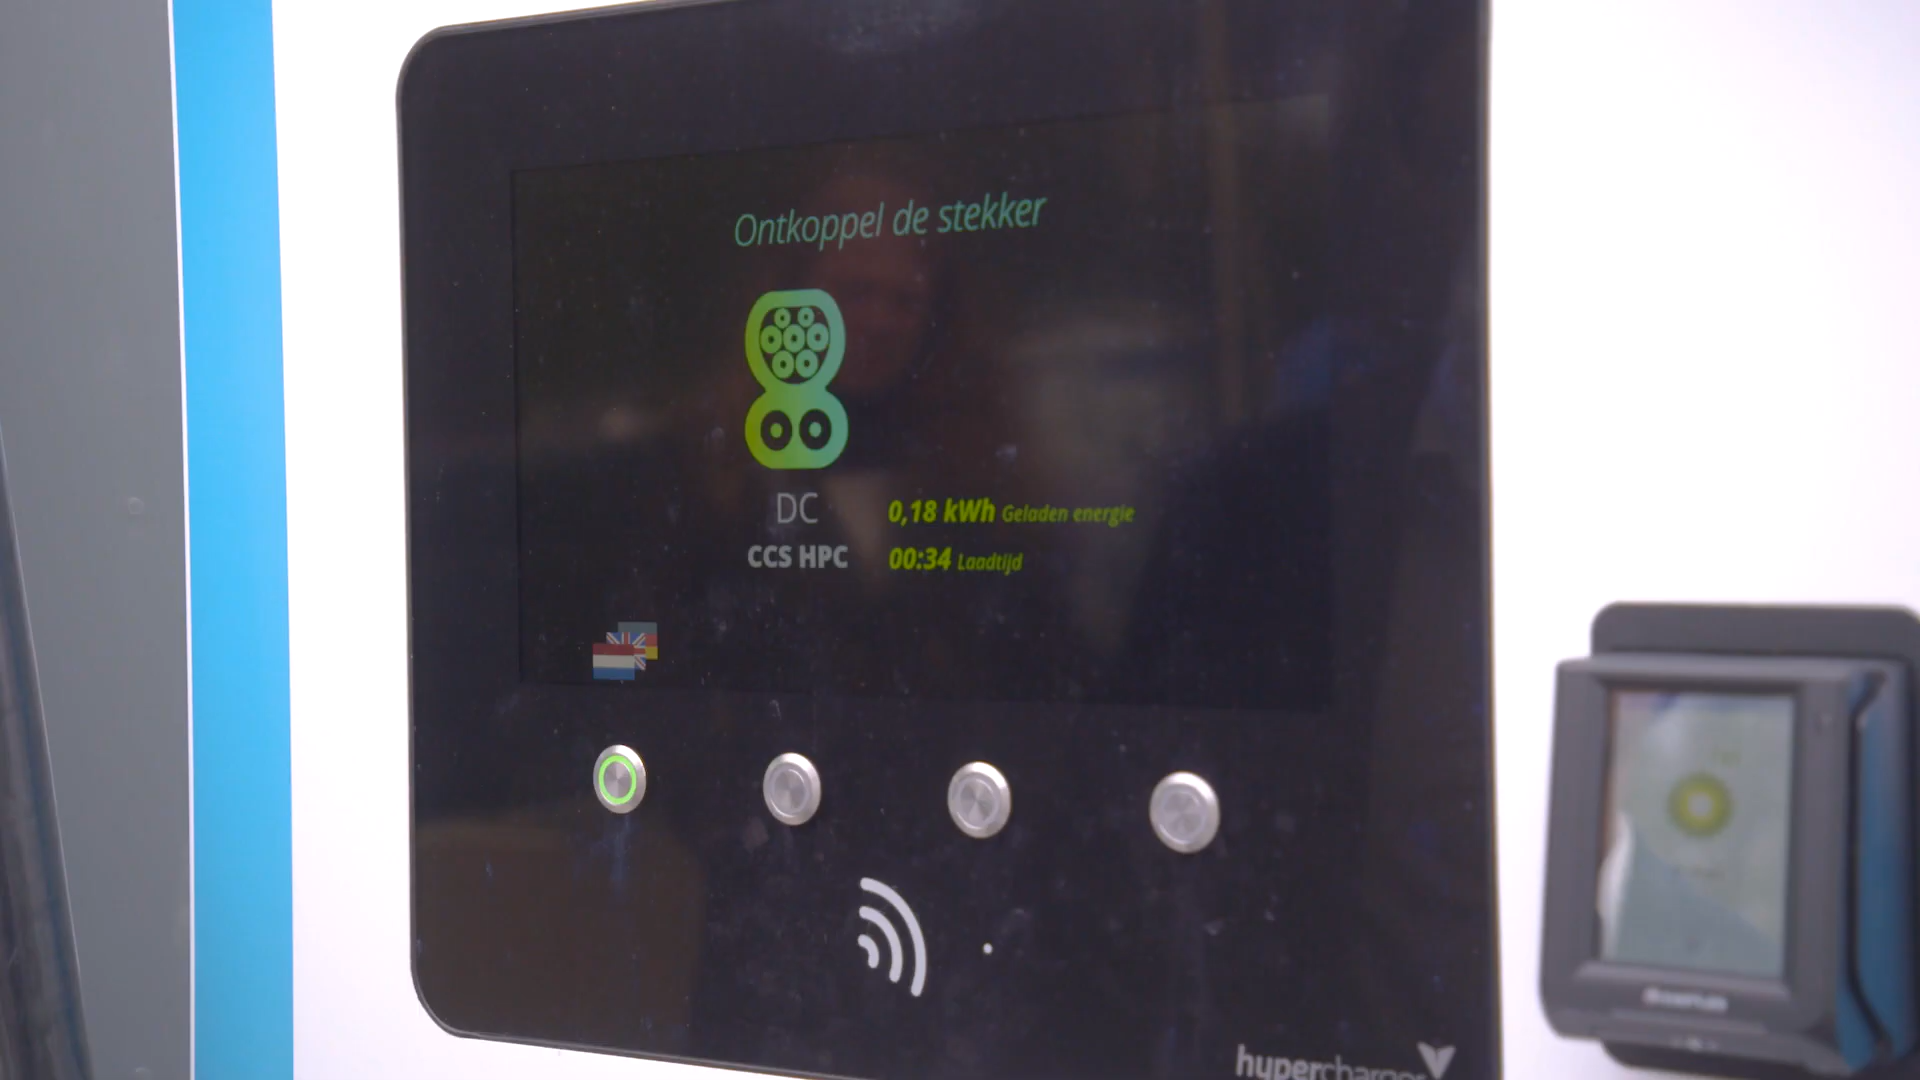 Ontkoppel de stekker
DC
0,18 kWh Geladen energie
CCS HPC
00:34 Laadtijd
hypercharger